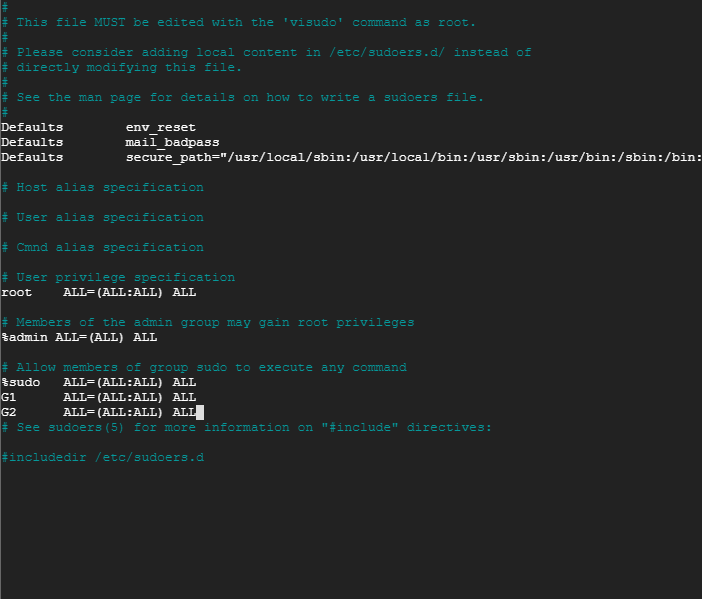 #
# This file MUST be edited with the 'visudo' command as root.
#
# Please consider adding local content in /etc/sudoers.d/ instead of
# directly modifying this file.
#
# See the man page for details on how to write a sudoers file.
#
Defaults        env_reset
Defaults        mail_badpass
Defaults        secure_path="/usr/local/sbin:/usr/local/bin:/usr/sbin:/usr/bin:/sbin:/bin:
# Host alias specification
# User alias specification
# Cmnd alias specification
# User privilege specification
root    ALL=(ALL:ALL) ALL
# Members of the admin group may gain root privileges
%admin ALL=(ALL) ALL
# Allow members of group sudo to execute any command
%sudo   ALL=(ALL:ALL) ALL
G1      ALL=(ALL:ALL) ALL
G2      ALL=(ALL:ALL) ALL
# See sudoers(5) for more information on "#include" directives:
#includedir /etc/sudoers.d